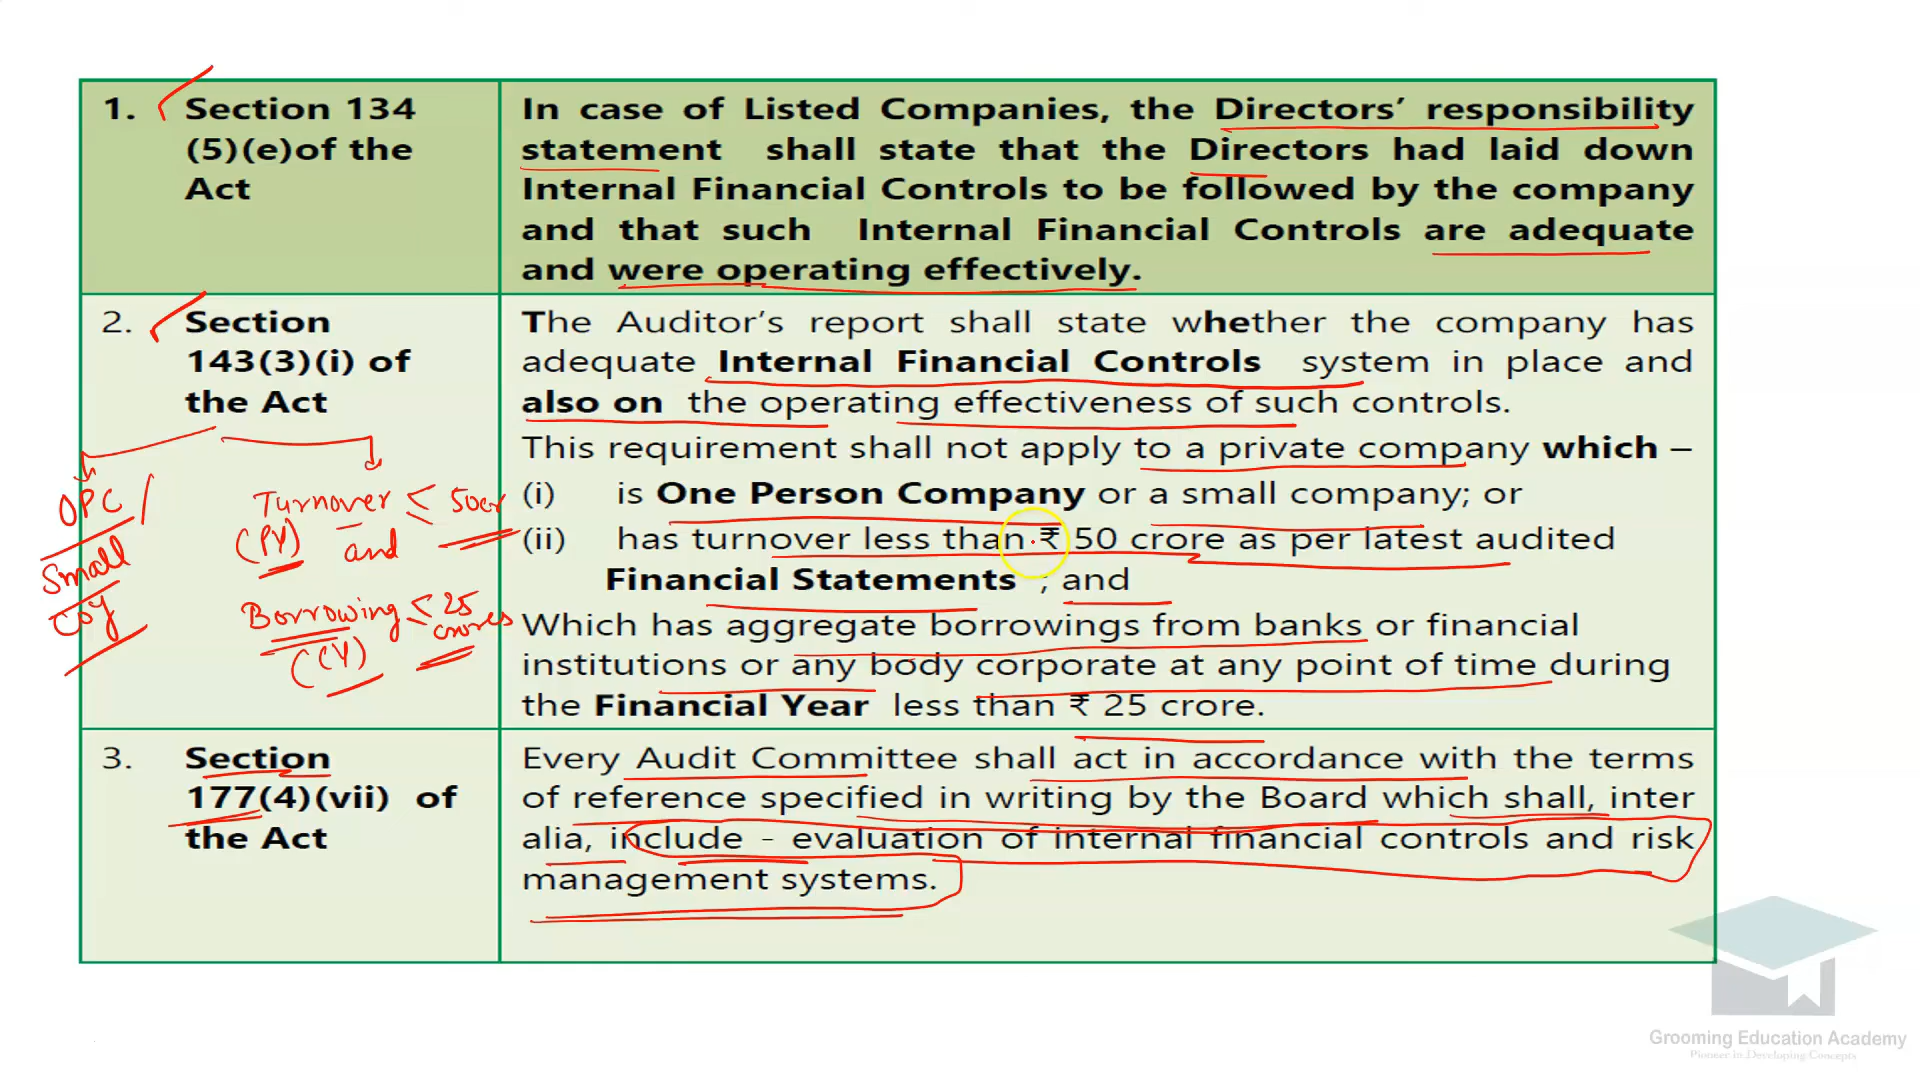 1. Section 134
(5)(e)of the
Act
In case of Listed Companies, the Directors’ responsibility
statement shall state that the Directors had laid down
Internal Financial Controls to be followed by the company
and that such Internal Financial Controls are adequate
and were operating effectively.
2. Section
143(3)(i) of
the Act
OPC /
Small
Coy
Turnover < 50cr
(PY) and
Borrowing < 25
crores
(CY)
The Auditor’s report shall state whether the company has
adequate Internal Financial Controls system in place and
also on the operating effectiveness of such controls.
This requirement shall not apply to a private company which –
(i) is One Person Company or a small company; or
(ii) has turnover less than ₹ 50 crore as per latest audited
Financial Statements ; and
Which has aggregate borrowings from banks or financial
institutions or any body corporate at any point of time during
the Financial Year less than ₹ 25 crore.
3. Section
177(4)(vii) of
the Act
Every Audit Committee shall act in accordance with the terms
of reference specified in writing by the Board which shall, inter
alia, include - evaluation of internal financial controls and risk
management systems.
Grooming Education Academy
Pioneer in Developing Concepts